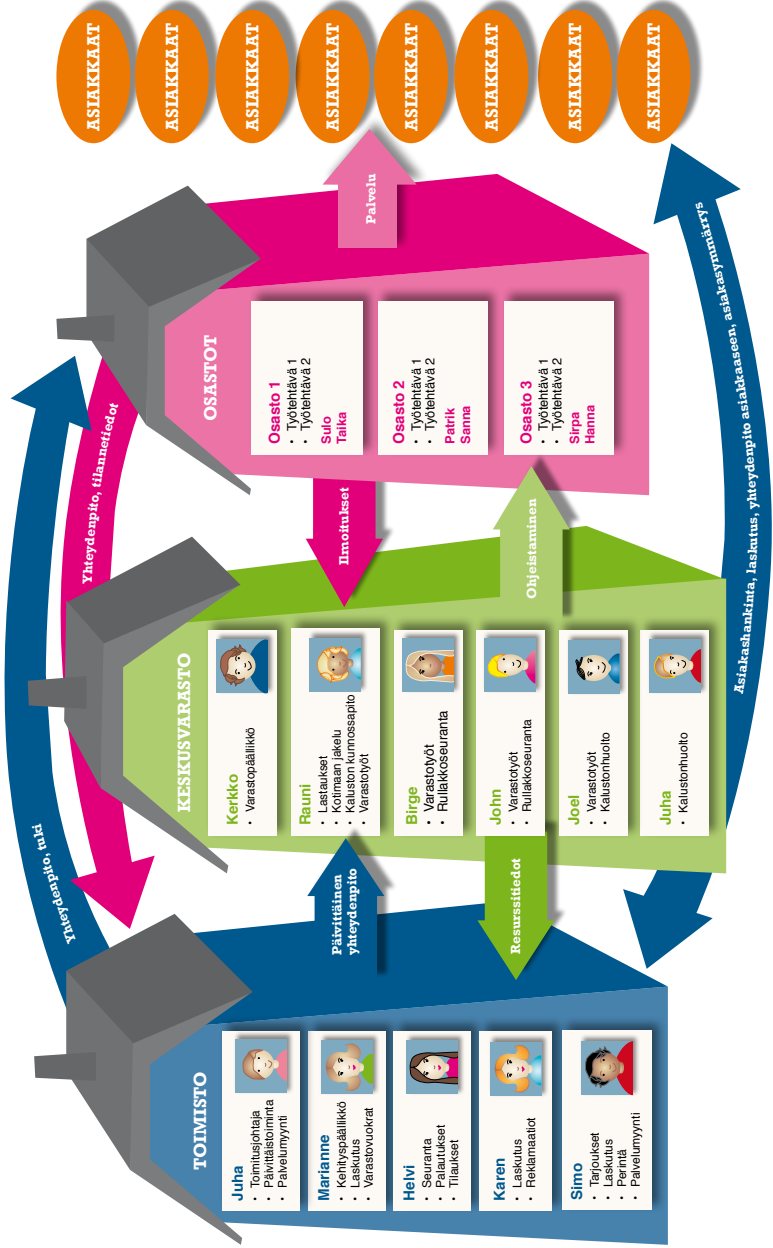 Yhteydenpito, tuki
Yhteydenpito, tilannetiedot
TOIMISTO
Juha
• Toimitusjohtaja
• Päivittäistoiminta
• Palvelumyynti
Marianne
• Kehityspäällikkö
• Laskutus
• Varastovuokrat
Helvi
• Seuranta
• Palautukset
• Tilaukset
Karen
• Laskutus
• Reklamaatiot
Simo
• Tarjoukset
• Laskutus
• Perintä
• Palvelumyynti
Päivittäinen
yhteydenpito
Resurssitiedot
KESKUSVARASTO
Kerkko
• Varastopäällikkö
Rauni
• Lastaukset
• Kotimaan jakelu
• Kaluston kunnossapito
• Varastotyöt
Birge
• Varastotyöt
• Rullakkoseuranta
John
• Varastotyöt
• Rullakkoseuranta
Joel
• Varastotyöt
• Kalustonhuolto
Juha
• Kalustonhuolto
Ilmoitukset
Ohjeistaminen
OSASTOT
Osasto 1
• Työtehtävä 1
• Työtehtävä 2
Sulo
Taika
Osasto 2
• Työtehtävä 1
• Työtehtävä 2
Patrik
Sanna
Osasto 3
• Työtehtävä 1
• Työtehtävä 2
Sirpa
Hanna
Palvelu
ASIAKKAAT
ASIAKKAAT
ASIAKKAAT
ASIAKKAAT
ASIAKKAAT
ASIAKKAAT
ASIAKKAAT
ASIAKKAAT
Asiakashankinta, laskutus, yhteydenpito asiakkaaseen, asiakasymmärrys